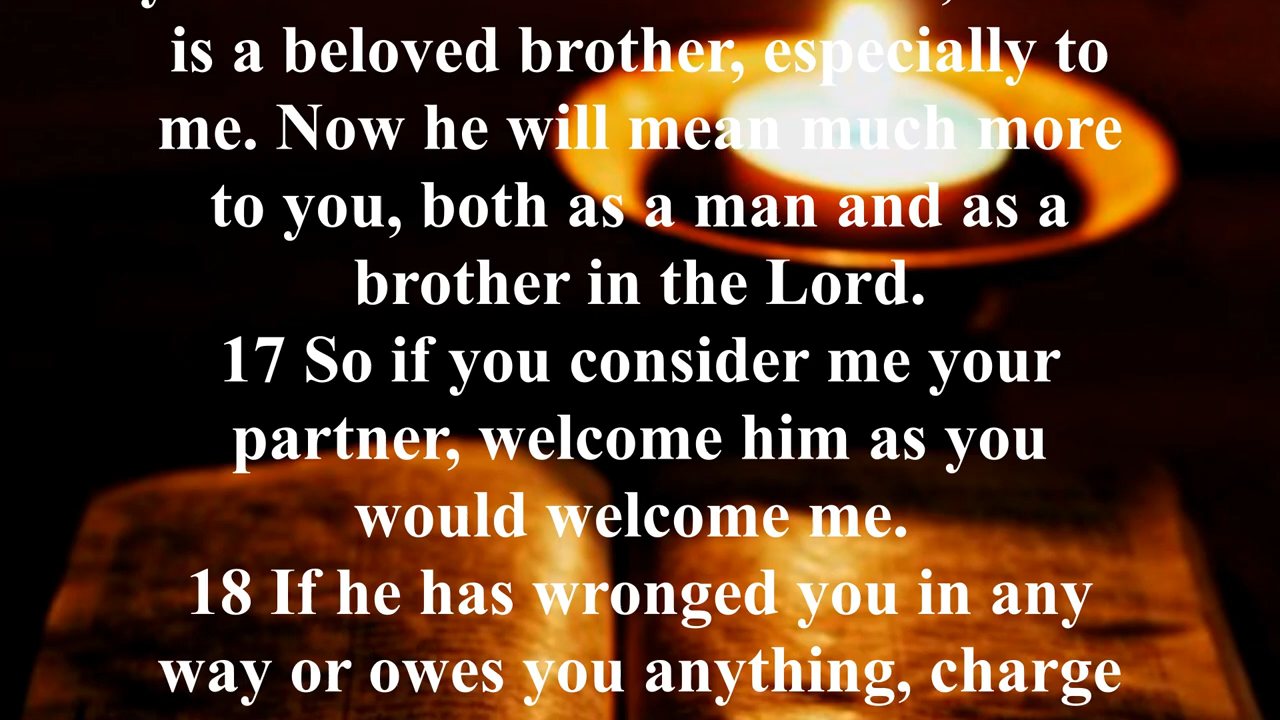 is a beloved brother, especially to
me. Now he will mean much more
to you, both as a man and as a
brother in the Lord.
17 So if you consider me your
partner, welcome him as you
would welcome me.
18 If he has wronged you in any
way or owes you anything, charge